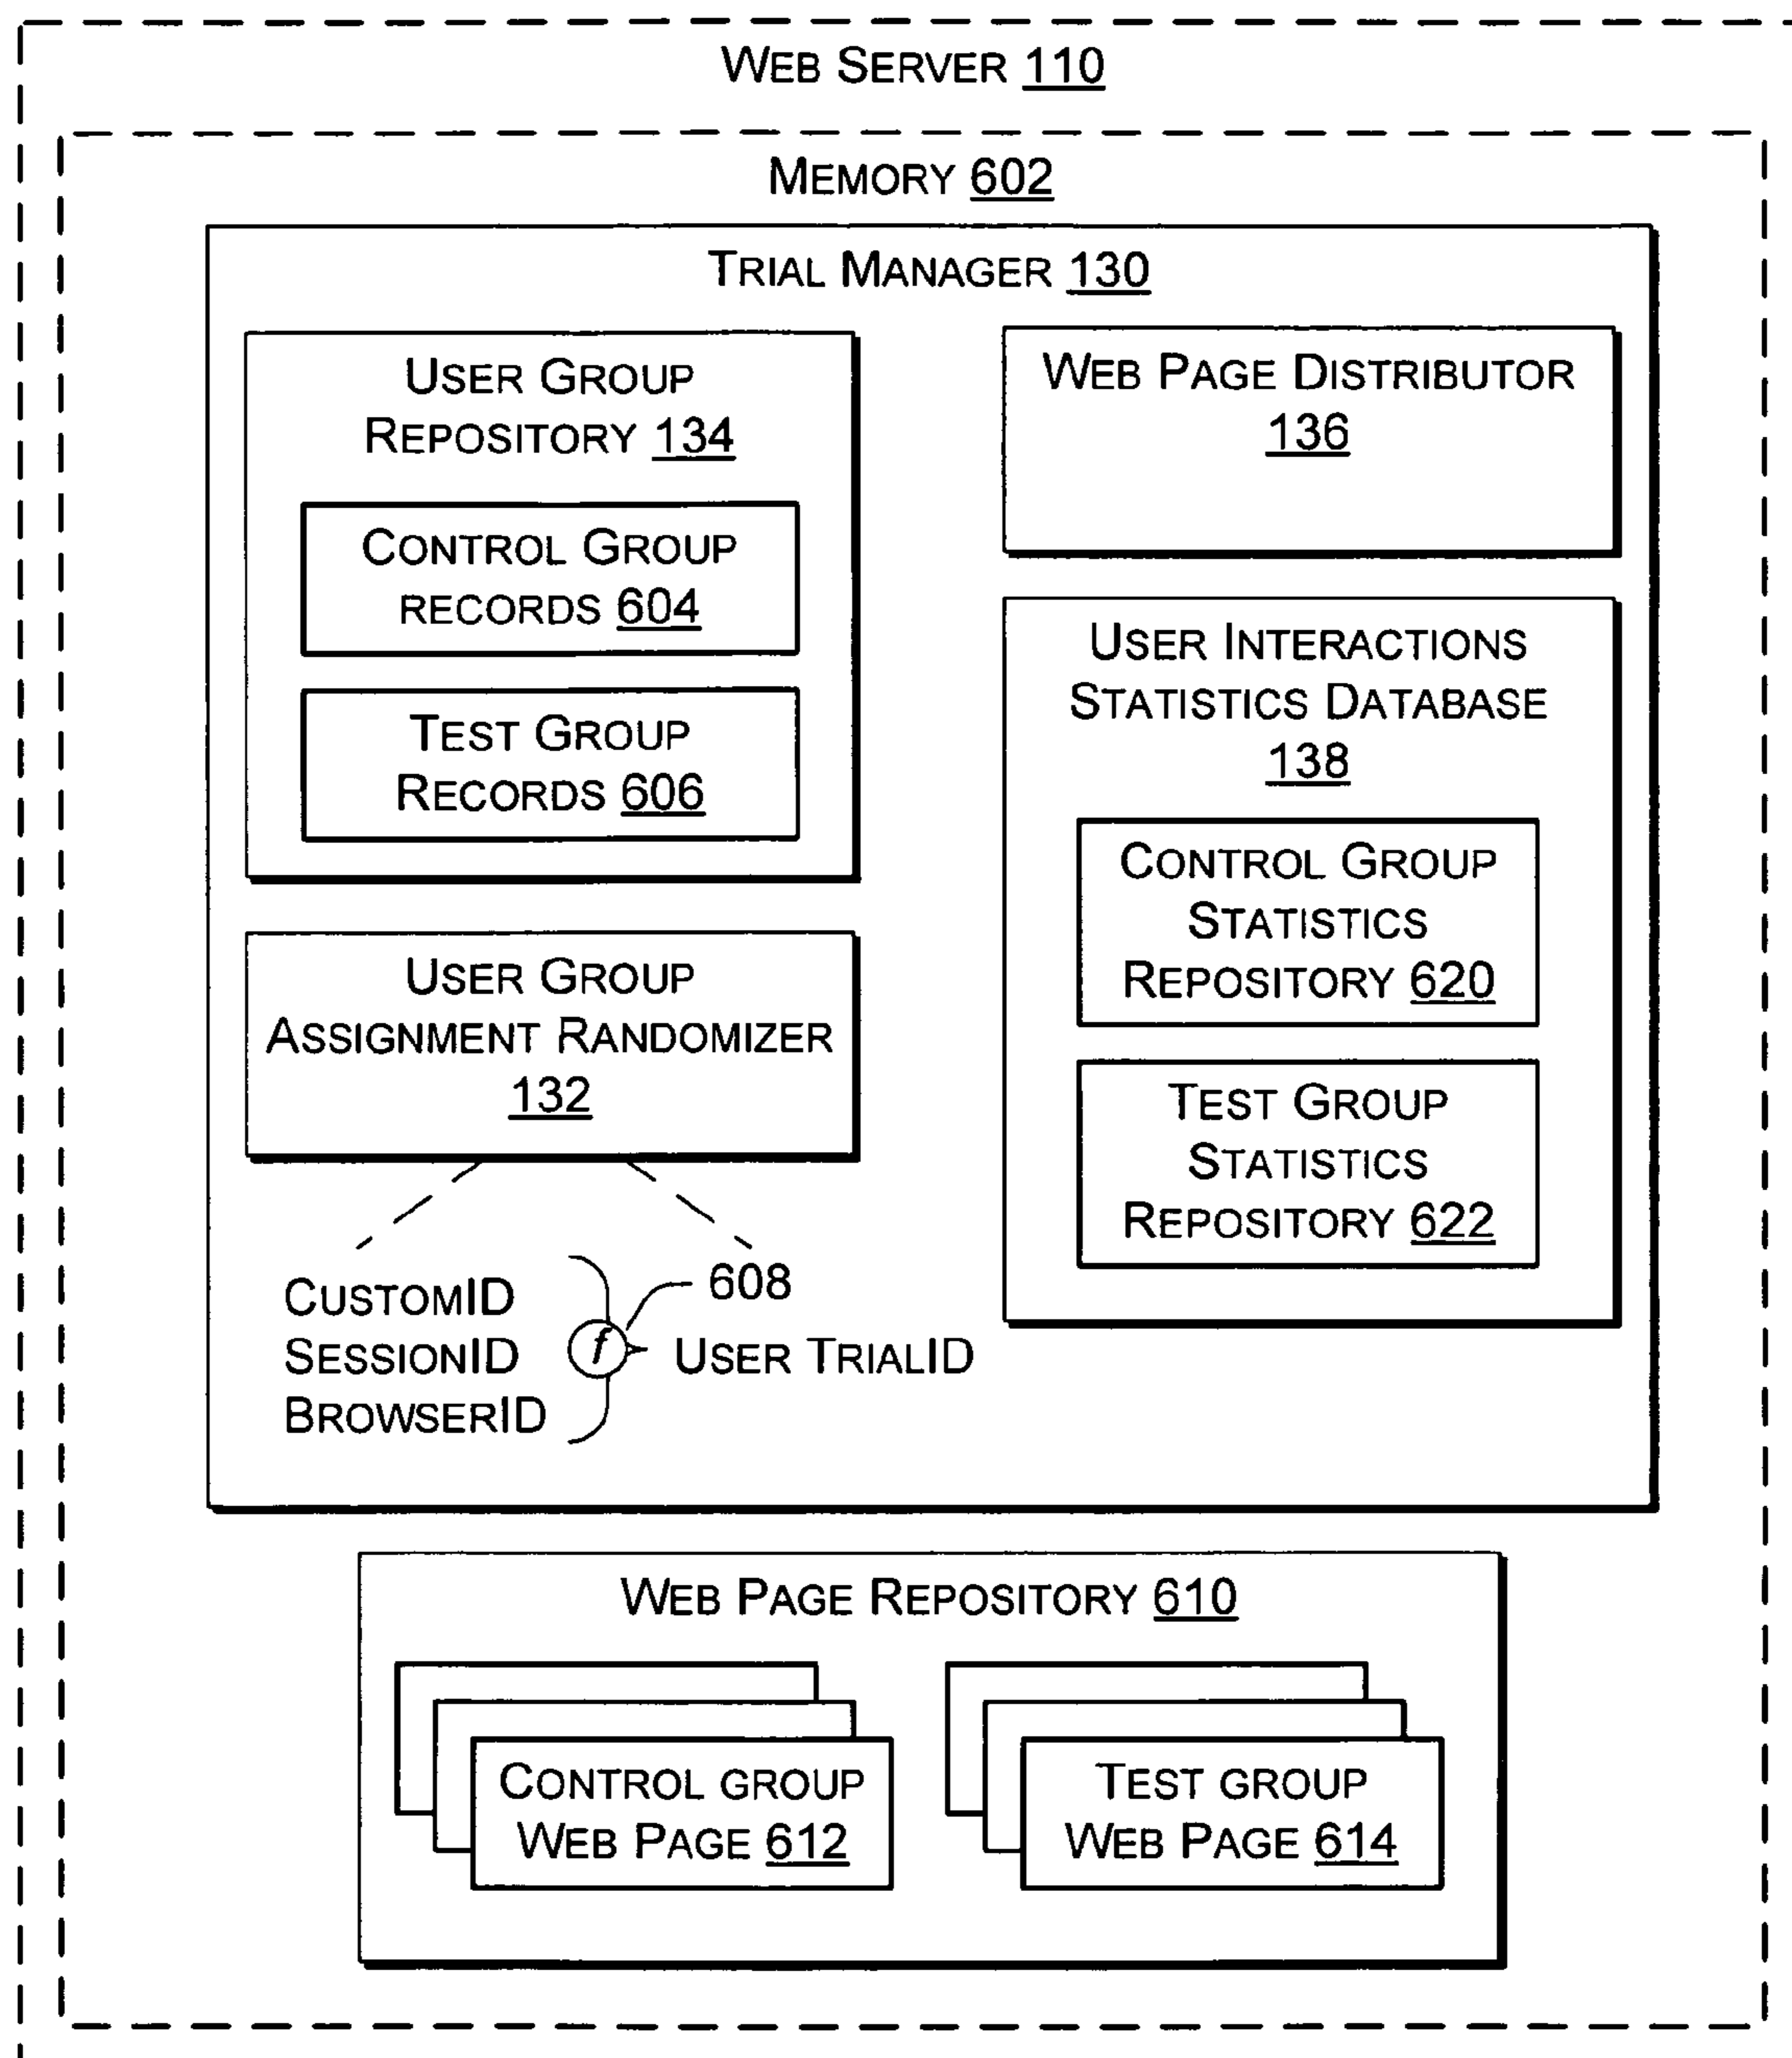 WEB SERVER 110
MEMORY 602
TRIAL MANAGER 130
USER GROUP
REPOSITORY 134
CONTROL GROUP
RECORDS 604
TEST GROUP
RECORDS 606
USER GROUP
ASSIGNMENT RANDOMIZER
132
CUSTOMID
SESSIONID
BROWSERID
f
608
USER TRIALID
WEB PAGE DISTRIBUTOR
136
USER INTERACTIONS
STATISTICS DATABASE
138
CONTROL GROUP
STATISTICS
REPOSITORY 620
TEST GROUP
STATISTICS
REPOSITORY 622
WEB PAGE REPOSITORY 610
CONTROL GROUP
WEB PAGE 612
TEST GROUP
WEB PAGE 614